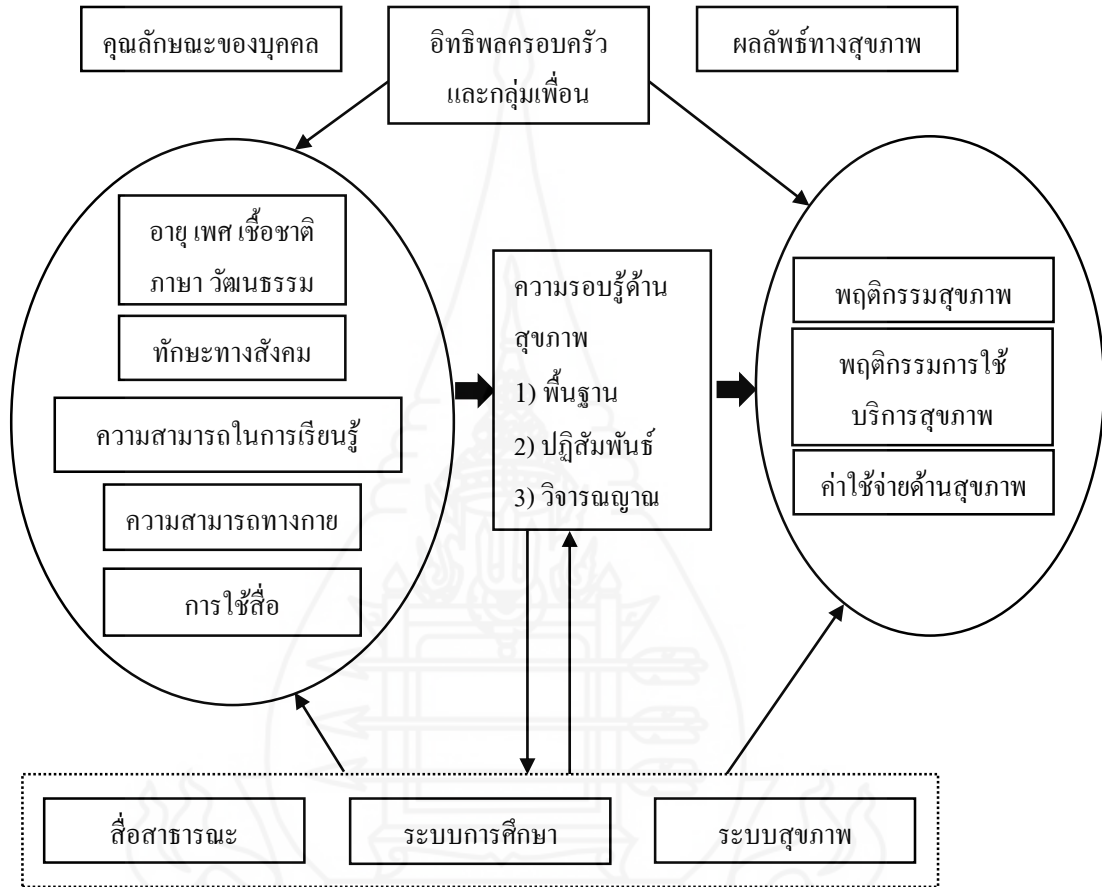 คุณลักษณะของบุคคล
อิทธิพลครอบครัว
และกลุ่มเพื่อน
ผลลัพธ์ทางสุขภาพ
อายุ เพศ เชื้อชาติ
ภาษา วัฒนธรรม
ทักษะทางสังคม
ความสามารถในการเรียนรู้
ความสามารถทางกาย
การใช้สื่อ
ความรอบรู้ด้าน
สุขภาพ
1) พื้นฐาน
2) ปฏิสัมพันธ์
3) วิจารณญาณ
พฤติกรรมสุขภาพ
พฤติกรรมการใช้
บริการสุขภาพ
ค่าใช้จ่ายด้านสุขภาพ
สื่อสาธารณะ
ระบบการศึกษา
ระบบสุขภาพ